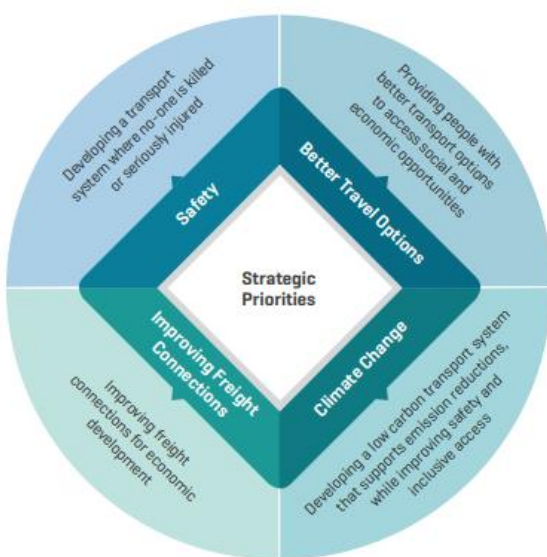 Developing a transport
system where no-one is killed
or seriously injured
Safety
Providing people with
better transport options
to access social and
economic opportunities
Better Travel Options
Strategic
Priorities
Improving Freight
Connections
Improving freight
connections for economic
development
Climate Change
Developing a low carbon transport system
that supports emission reductions,
while improving safety and
inclusive access